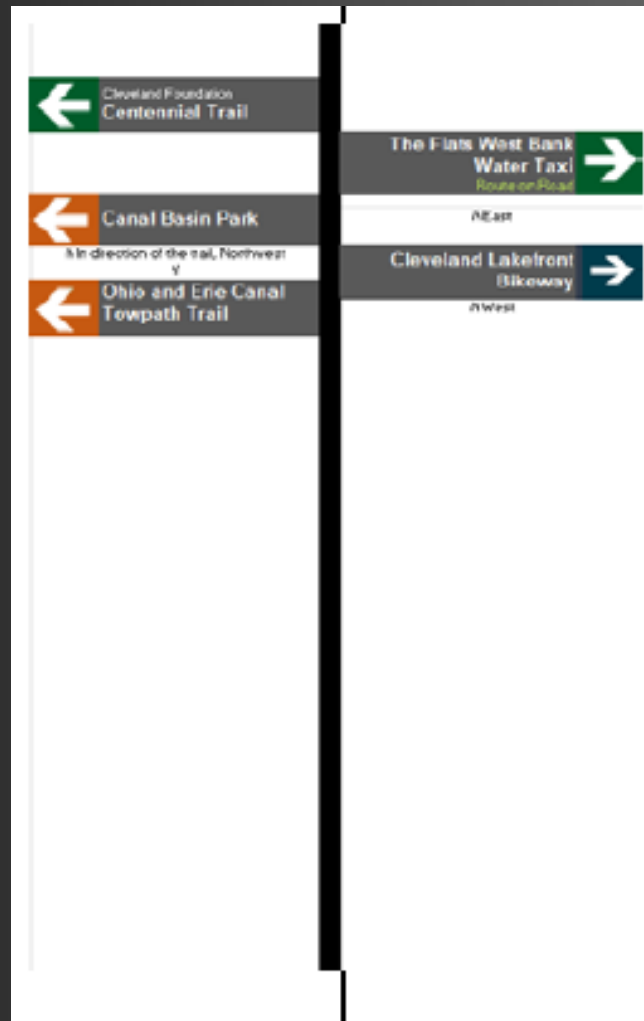 Cleveland Foundation
Centennial Trail
Canal Basin Park
in direction of the trail, Northwest
Ohio and Erie Canal
Towpath Trail
The Flats West Bank
Water Taxi
Route on Road
East
Cleveland Lakefront
Bikeway
West